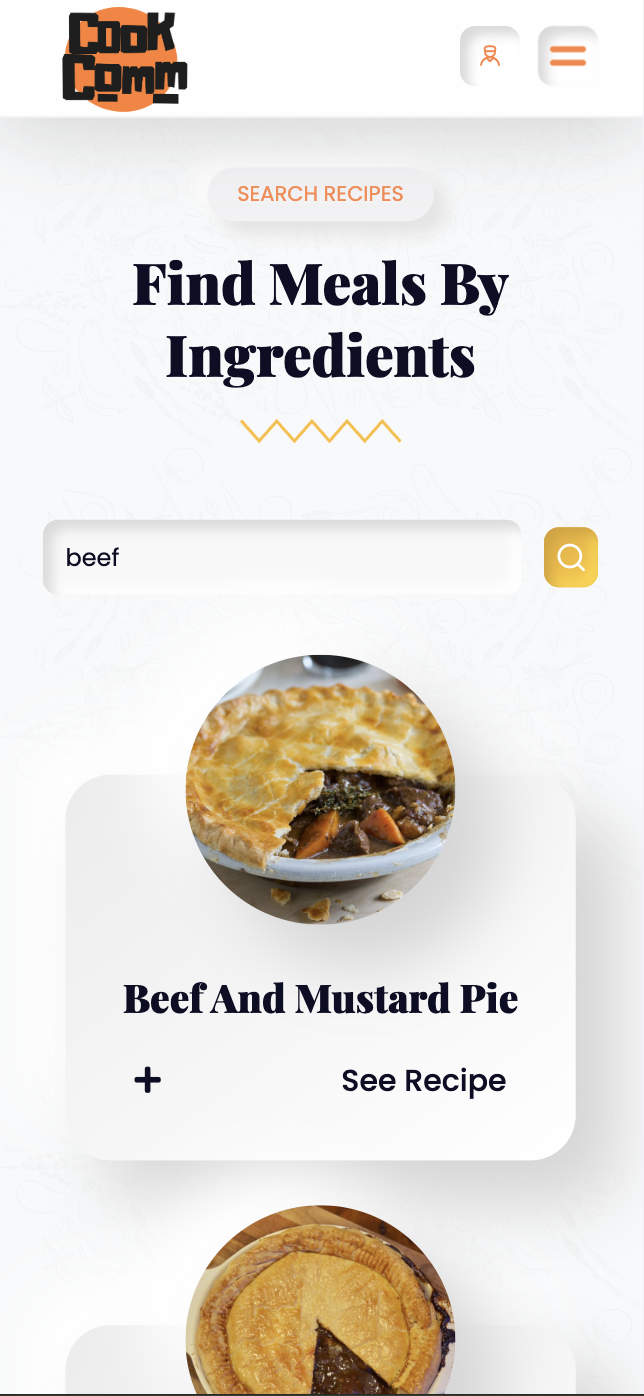 Cook
Comm
SEARCH RECIPES
Find Meals By
Ingredients
beef
Beef And Mustard Pie
+ See Recipe